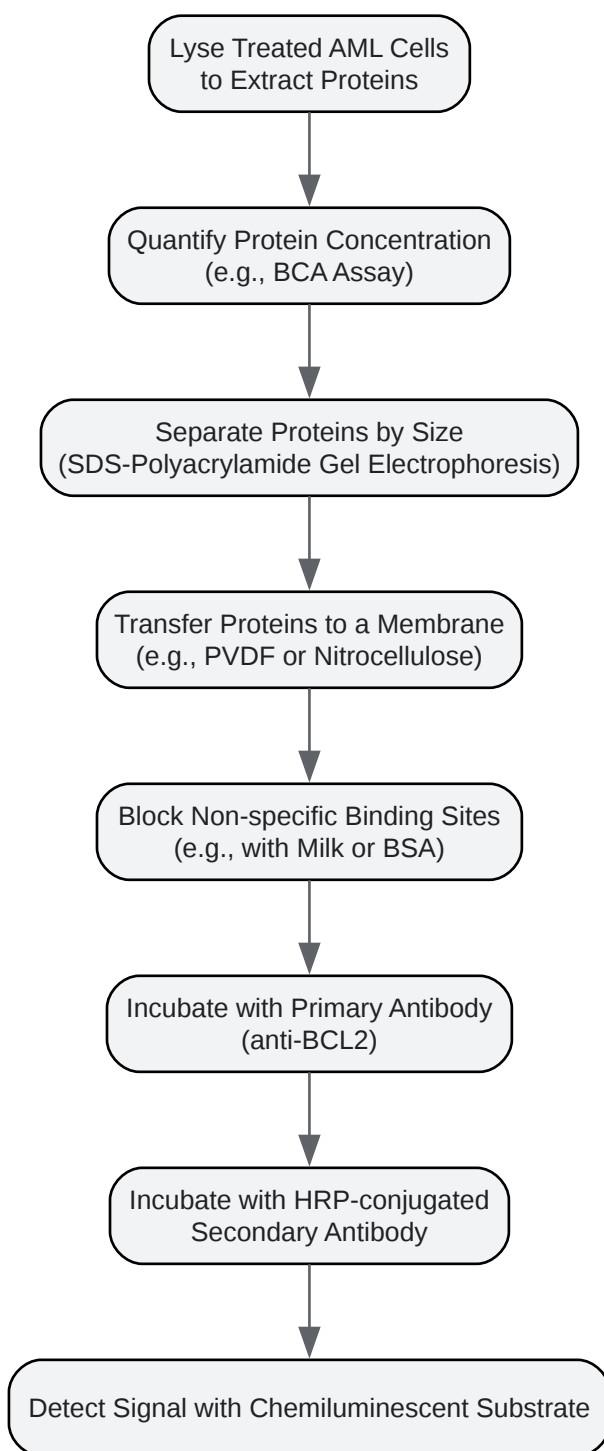 Lyse Treated AML Cells
to Extract Proteins
Quantify Protein Concentration
(e.g., BCA Assay)
Separate Proteins by Size
(SDS-Polyacrylamide Gel Electrophoresis)
Transfer Proteins to a Membrane
(e.g., PVDF or Nitrocellulose)
Block Non-specific Binding Sites
(e.g., with Milk or BSA)
Incubate with Primary Antibody
(anti-BCL2)
Incubate with HRP-conjugated
Secondary Antibody
Detect Signal with Chemiluminescent Substrate